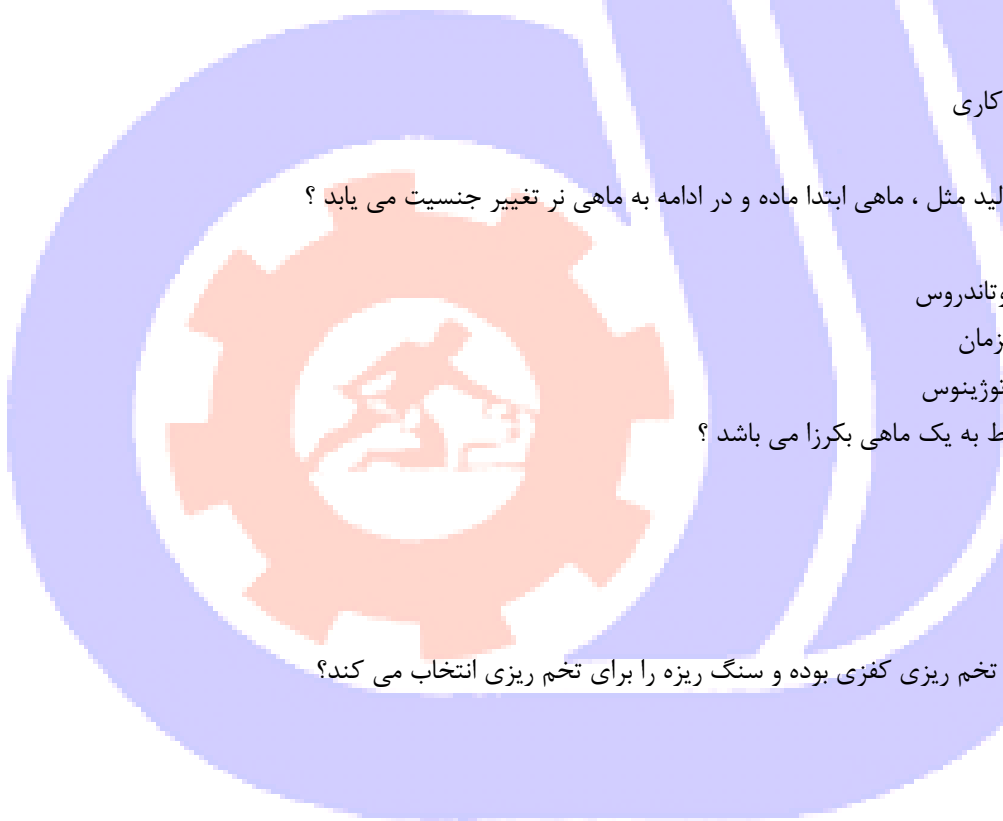 کاری
لید مثل ، ماهی ابتدا ماده و در ادامه به ماهی نر تغییر جنسیت می یابد ؟
وتاندروس
زمان
توژینوس
ط به یک ماهی بکرزا می باشد ؟
تخم ریزی کفزی بوده و سنگ ریزه را برای تخم ریزی انتخاب می کند؟